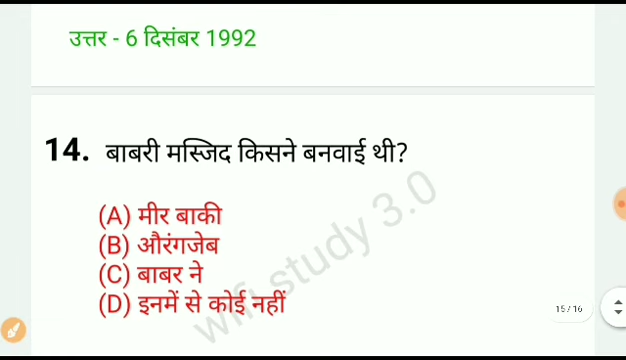 उत्तर - 6 दिसंबर 1992
14. बाबरी मस्जिद किसने बनवाई थी?
(A) मीर बाकी
(B) औरंगजेब
(C) बाबर ने
(D) इनमें से कोई नहीं
wifi study 3.0
15 / 16